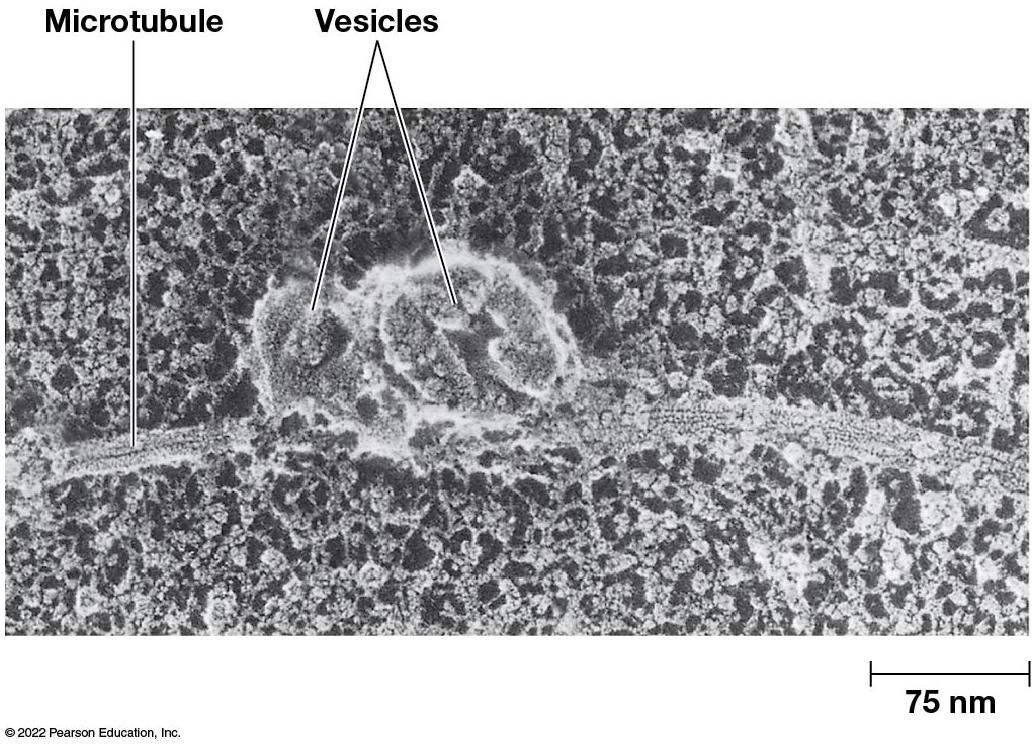 Microtubule
Vesicles
75 nm
© 2022 Pearson Education, Inc.